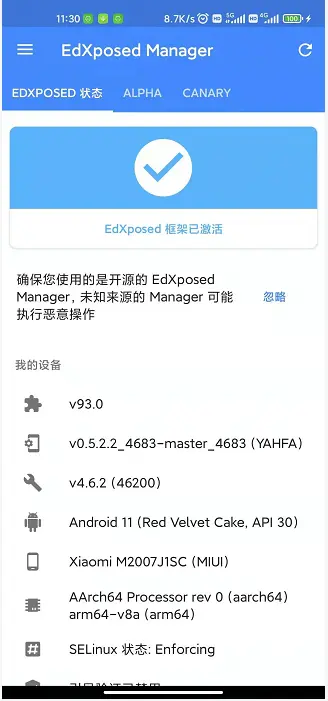 11:30 8.7K/s 5G 4G 100
EdXposed Manager
EDXPOSED 状态 ALPHA CANARY
EdXposed 框架已激活
确保您使用的是开源的 EdXposed
Manager，未知来源的 Manager 可能
执行恶意操作
忽略
我的设备
v93.0
v0.5.2.2_4683-master_4683 (YAHFA)
v4.6.2 (46200)
Android 11 (Red Velvet Cake, API 30)
Xiaomi M2007J1SC (MIUI)
AArch64 Processor rev 0 (aarch64)
arm64-v8a (arm64)
SELinux 状态: Enforcing